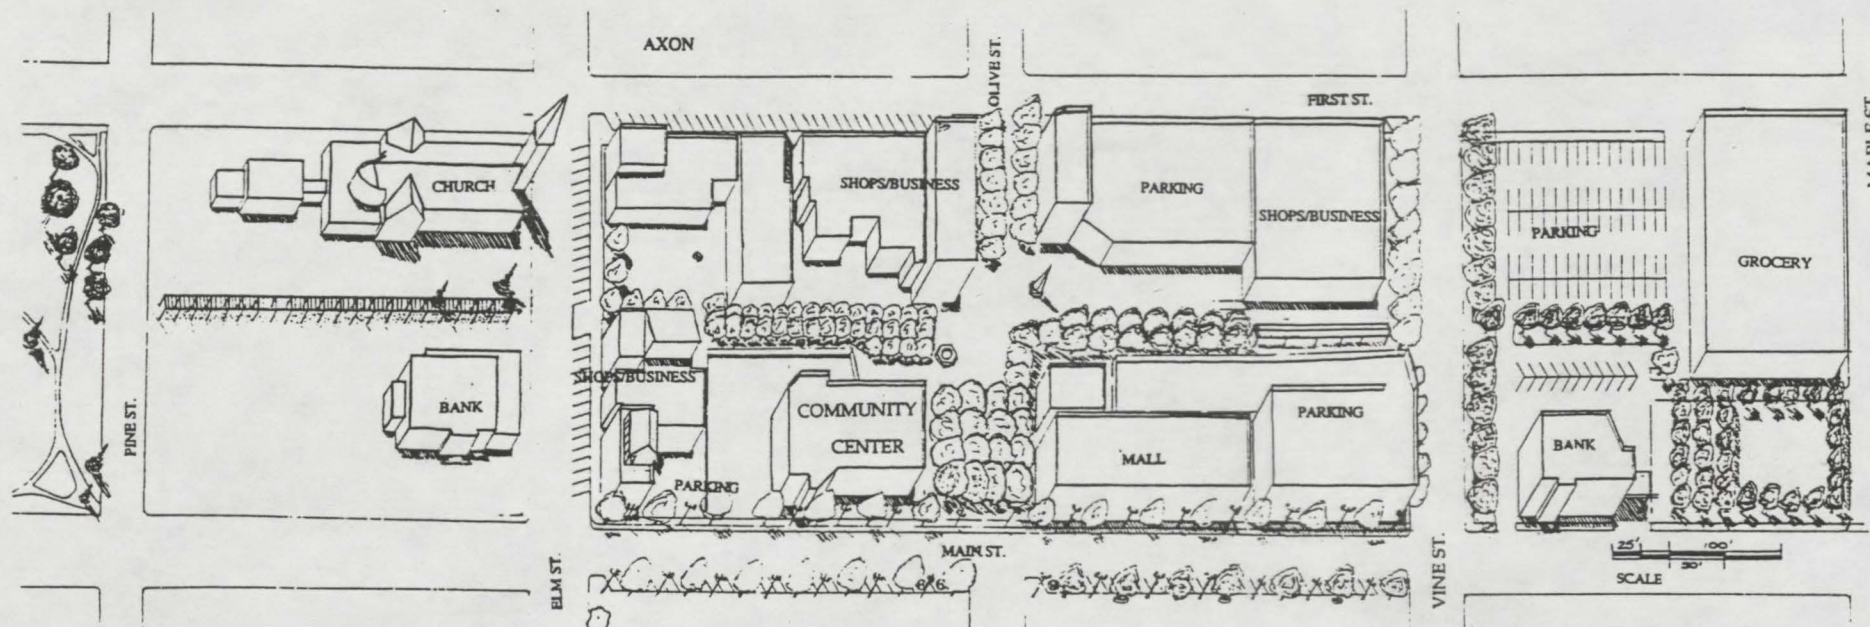 AXON
OLIVE ST.
FIRST ST.
MAPLE ST.
CHURCH
SHOPS/BUSINESS
PARKING
SHOPS/BUSINESS
PARKING
GROCERY
SHOPS/BUSINESS
PINE ST.
BANK
COMMUNITY
CENTER
PARKING
MALL
PARKING
BANK
MAIN ST.
ELM ST.
VINE ST.
25'
100'
50'
SCALE